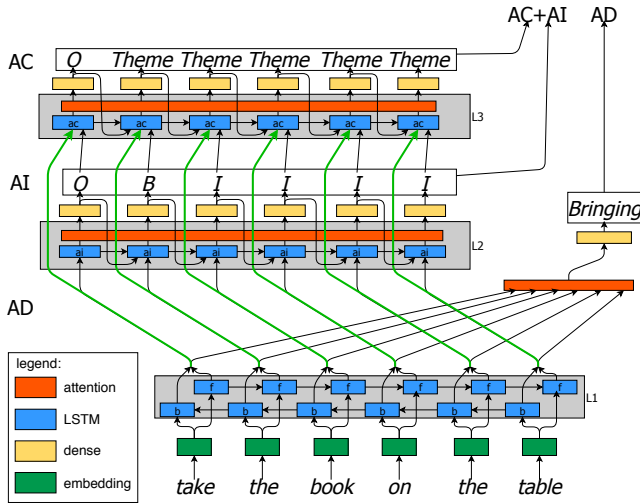 AC+AI AD
AC O Theme Theme Theme Theme Theme
ac ac ac ac ac ac L3
AI O B I I I I
Bringing
ai ai ai ai ai ai L2
AD
legend:
attention
LSTM
dense
embedding
f f f f f f L1
b b b b b b
take the book on the table